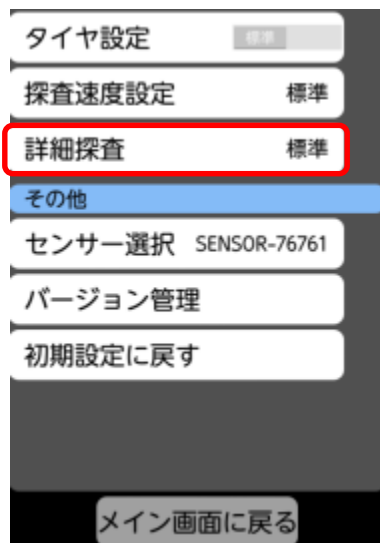 タイヤ設定 標準
探査速度設定 標準
詳細探査 標準
その他
センサー選択 SENSOR-76761
バージョン管理
初期設定に戻す
メイン画面に戻る